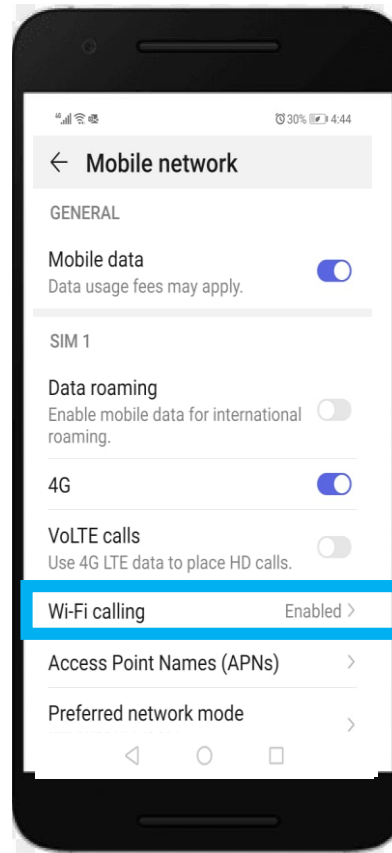 4G
30% 4:44
← Mobile network
GENERAL
Mobile data
Data usage fees may apply.
SIM 1
Data roaming
Enable mobile data for international
roaming.
4G
VoLTE calls
Use 4G LTE data to place HD calls.
Wi-Fi calling Enabled >
Access Point Names (APNs) >
Preferred network mode >